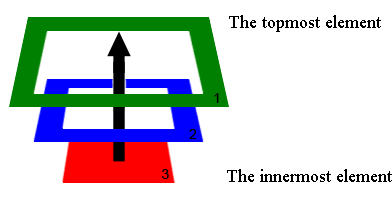 The topmost element
1
2
3
The innermost element